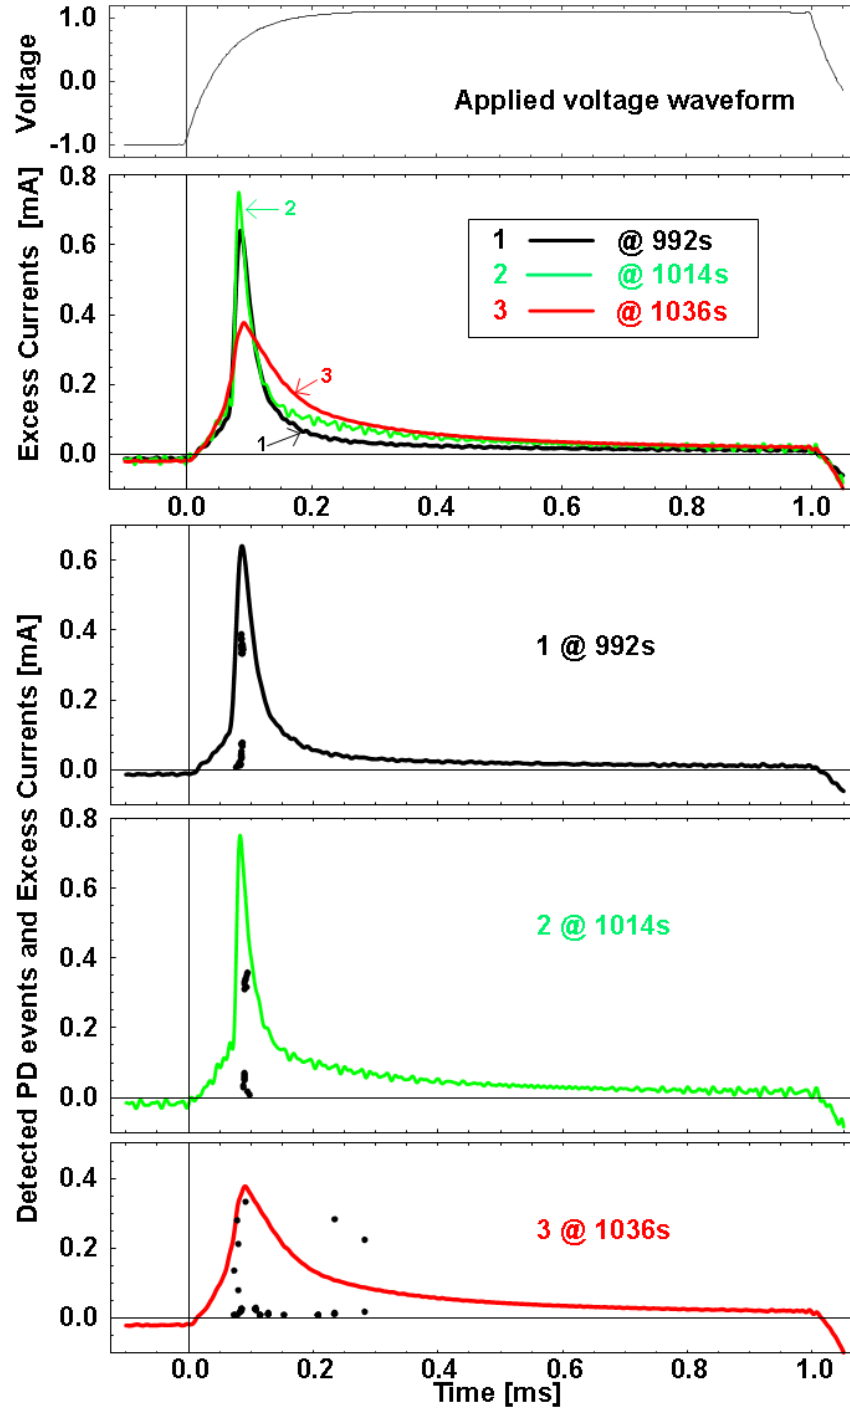 1.0
0.0
-1.0
Voltage
Applied voltage waveform
0.8
0.6
0.4
0.2
0.0
Excess Currents [mA]
2
3
1
1 @ 992s
2 @ 1014s
3 @ 1036s
0.0 0.2 0.4 0.6 0.8 1.0
Detected PD events and Excess Currents [mA]
0.6
0.4
0.2
0.0
1 @ 992s
0.8
0.6
0.4
0.2
0.0
2 @ 1014s
0.4
0.2
0.0
3 @ 1036s
0.0 0.2 0.4 0.6 0.8 1.0
Time [ms]